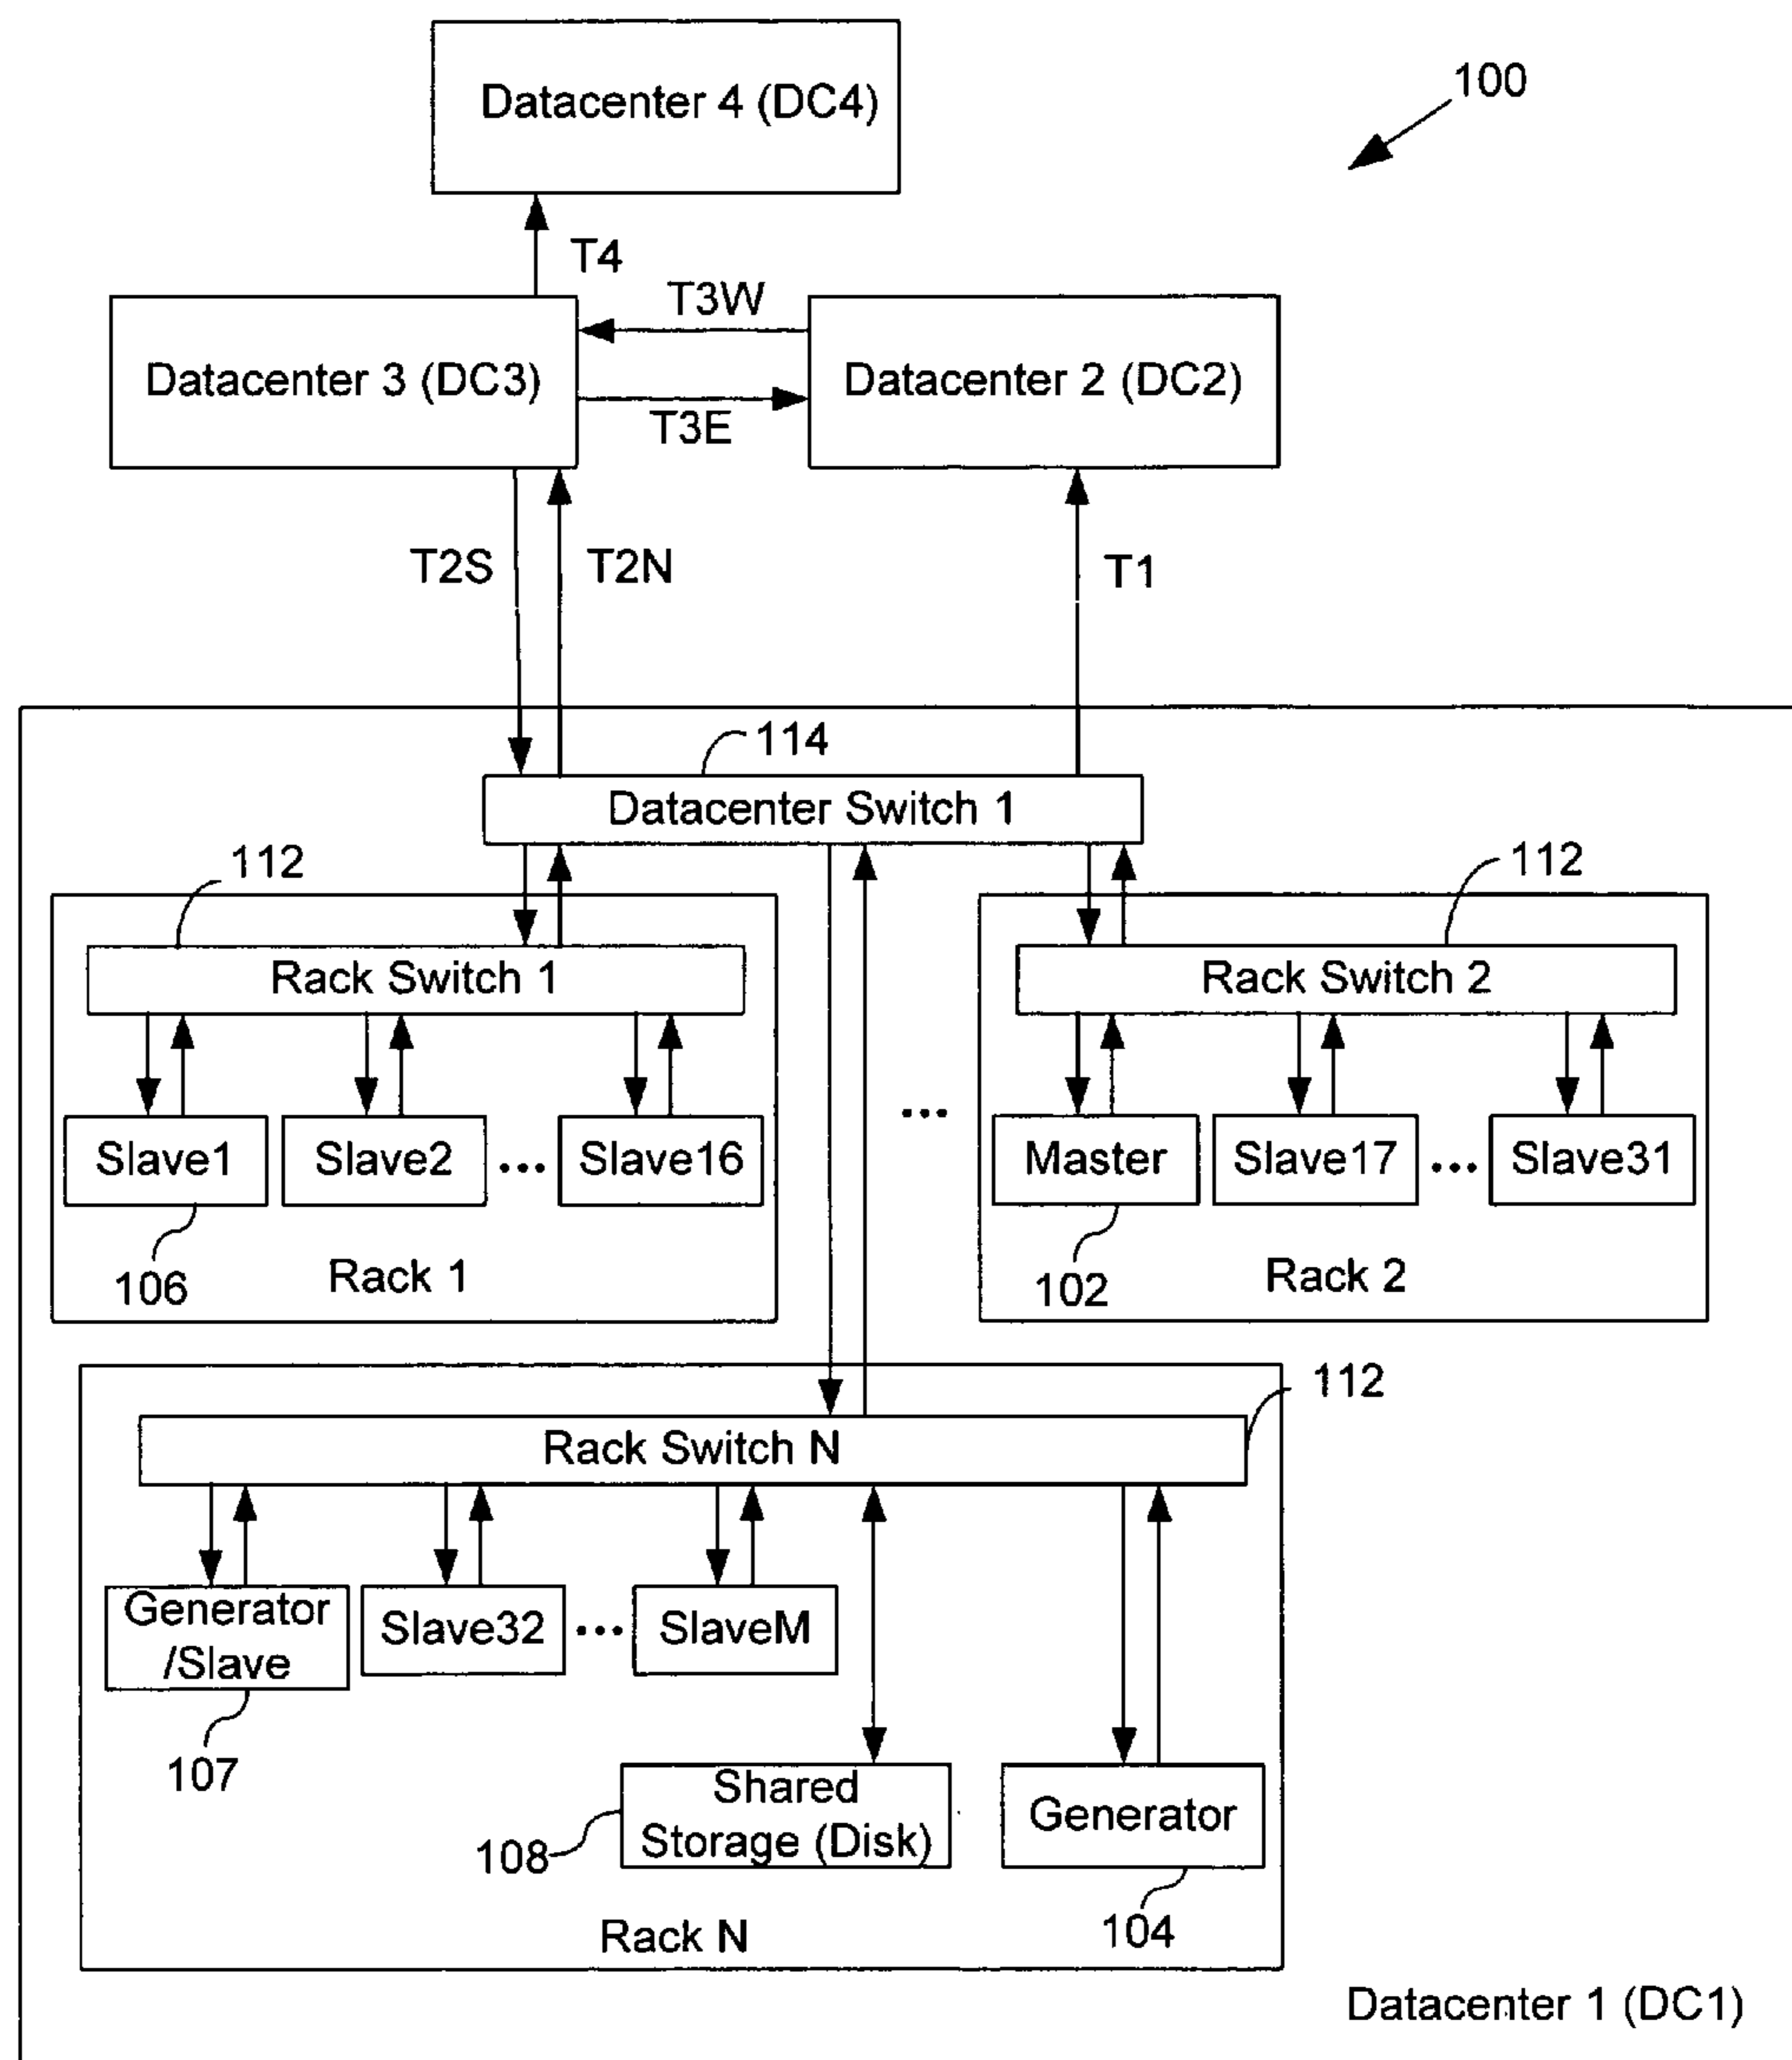 Datacenter 4 (DC4)
100
T4
T3W
Datacenter 3 (DC3)
Datacenter 2 (DC2)
T3E
T2S
T2N
T1
114
Datacenter Switch 1
112
112
Rack Switch 1
Rack Switch 2
...
Slave1
Slave2
...
Slave16
Master
Slave17
...
Slave31
106
Rack 1
102
Rack 2
112
Rack Switch N
Generator
/Slave
Slave32
...
SlaveM
107
Shared
Storage (Disk)
Generator
108
104
Rack N
Datacenter 1 (DC1)